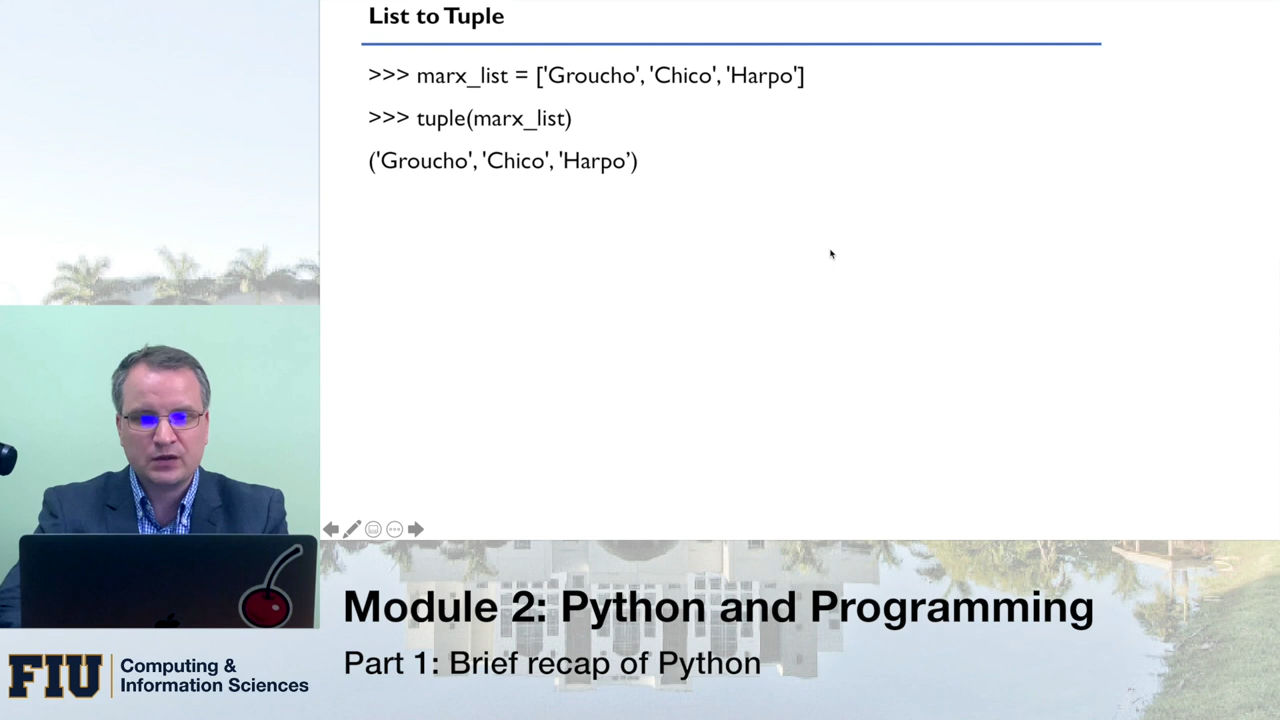 List to Tuple
>>> marx_list = ['Groucho', 'Chico', 'Harpo']
>>> tuple(marx_list)
('Groucho', 'Chico', 'Harpo’)
Module 2: Python and Programming
Part 1: Brief recap of Python
FIU
Computing &
Information Sciences